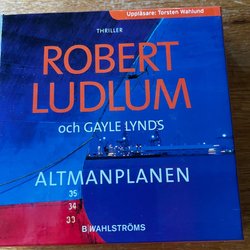 Uppläsare: Torsten Wahlund
THRILLER
ROBERT
LUDLUM
och GAYLE LYNDS
ALTMANPLANEN
35
34
33
B WAHLSTRÖMS